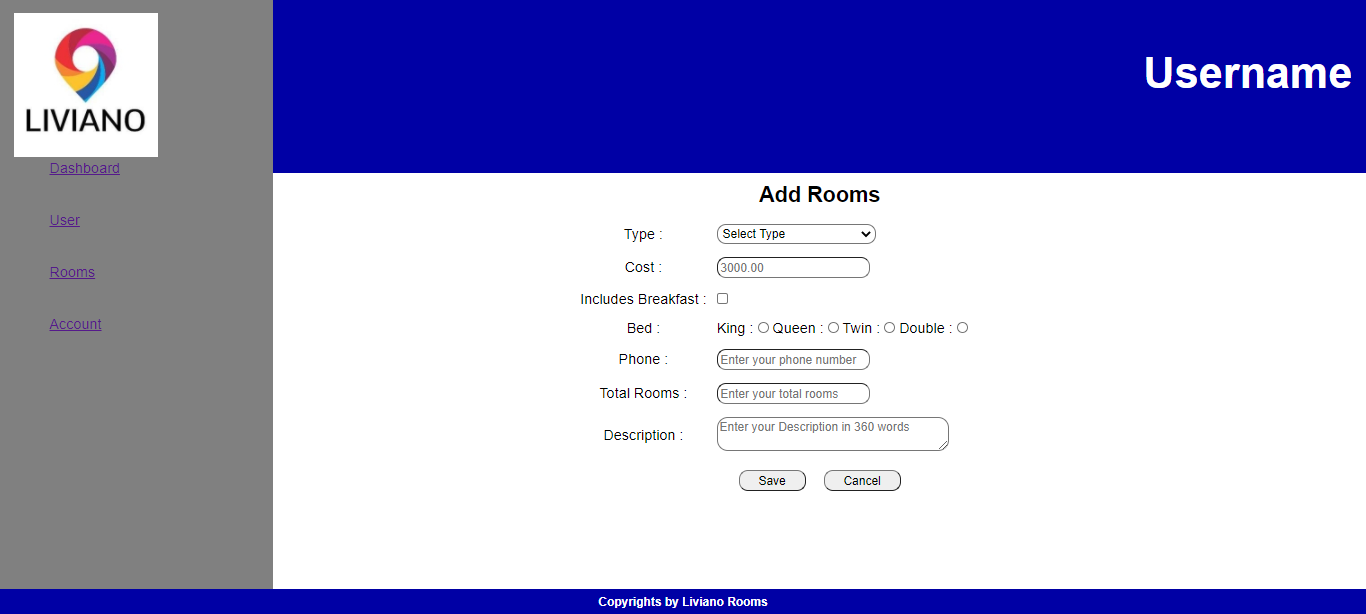 LIVIANO
Username
Dashboard
User
Rooms
Account
Add Rooms
Type : Select Type
Cost : 3000.00
Includes Breakfast :
Bed : King : Queen : Twin : Double :
Phone : Enter your phone number
Total Rooms : Enter your total rooms
Description : Enter your Description in 360 words
Save Cancel
Copyrights by Liviano Rooms